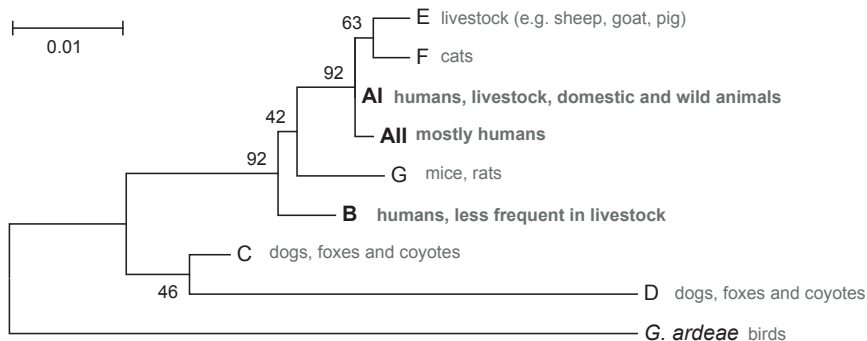 63
E livestock (e.g. sheep, goat, pig)
0.01
F cats
92
AI humans, livestock, domestic and wild animals
42
AII mostly humans
92
G mice, rats
B humans, less frequent in livestock
C dogs, foxes and coyotes
46
D dogs, foxes and coyotes
G. ardeae birds